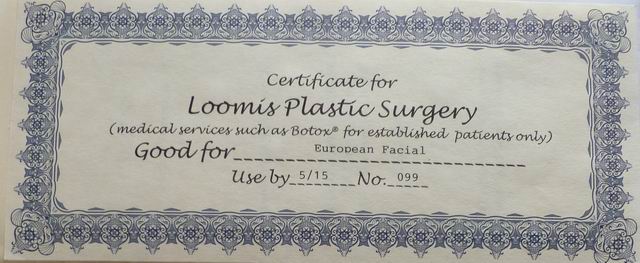 Certificate for
Loomis Plastic Surgery
(medical services such as Botox® for established patients only)
Good for European Facial
Use by 5/15 No. 099